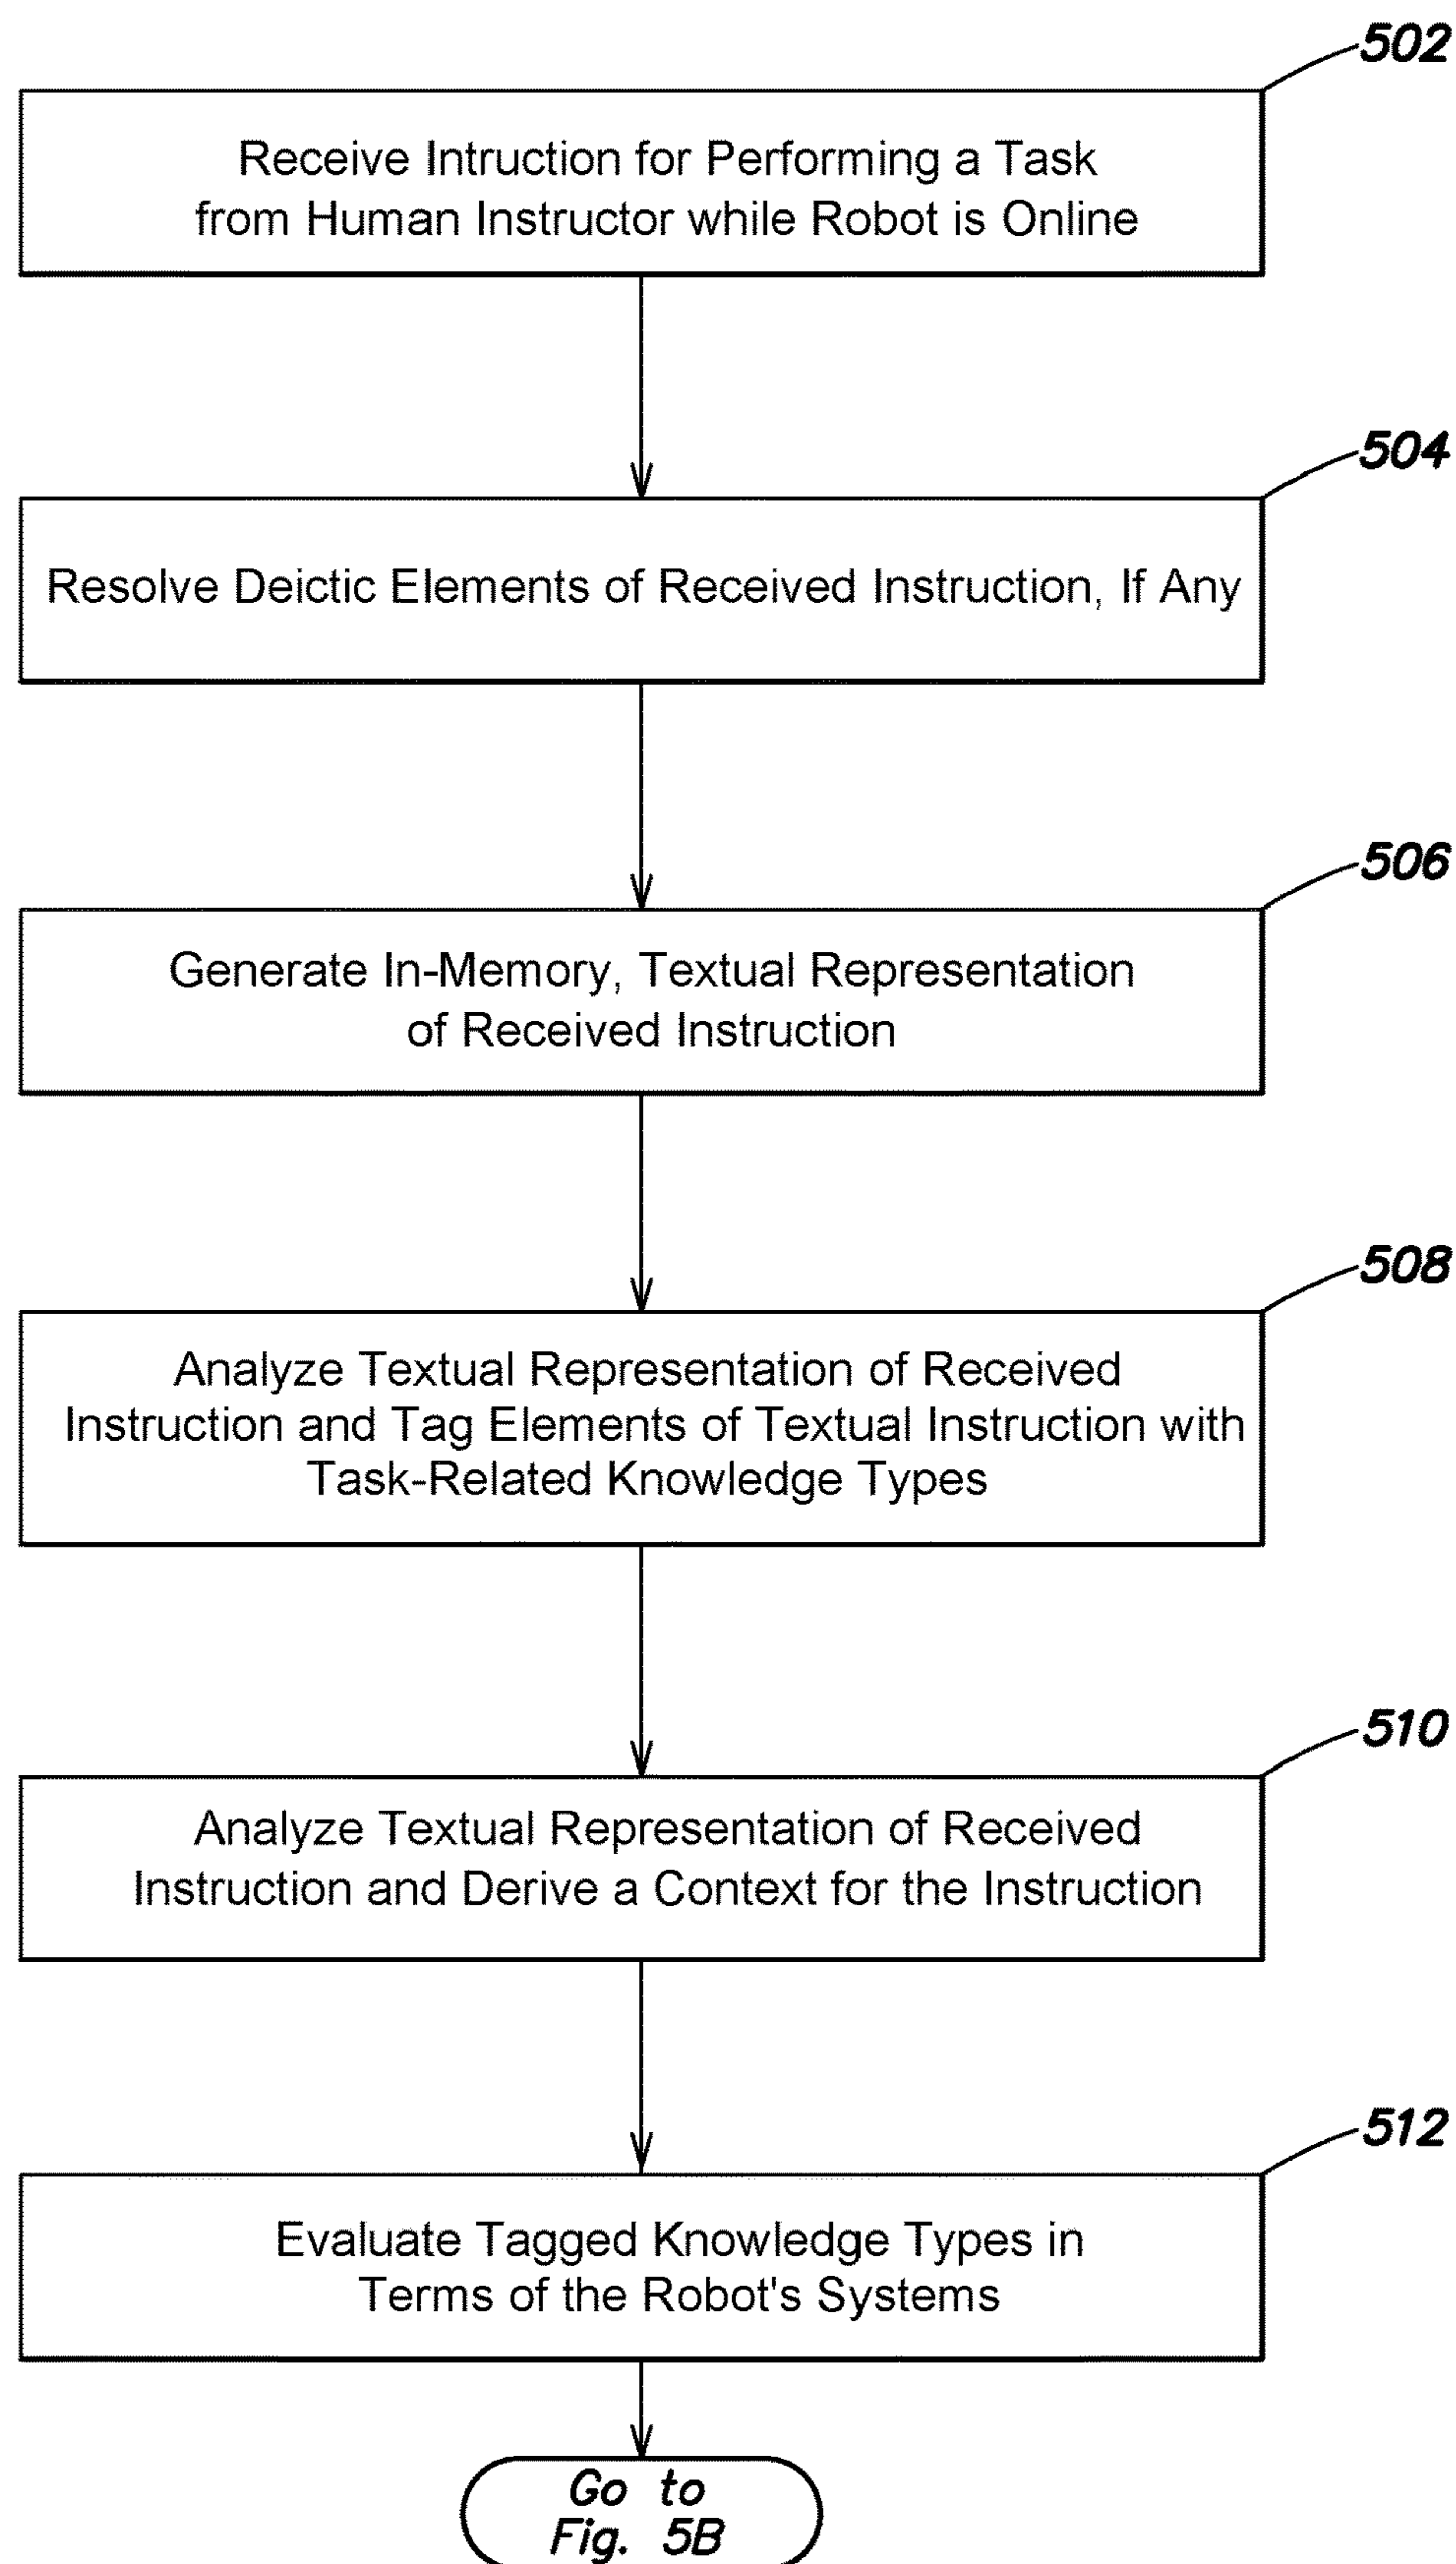 502
Receive Intruction for Performing a Task
from Human Instructor while Robot is Online
504
Resolve Deictic Elements of Received Instruction, If Any
506
Generate In-Memory, Textual Representation
of Received Instruction
508
Analyze Textual Representation of Received
Instruction and Tag Elements of Textual Instruction with
Task-Related Knowledge Types
510
Analyze Textual Representation of Received
Instruction and Derive a Context for the Instruction
512
Evaluate Tagged Knowledge Types in
Terms of the Robot's Systems
Go to
Fig. 5B